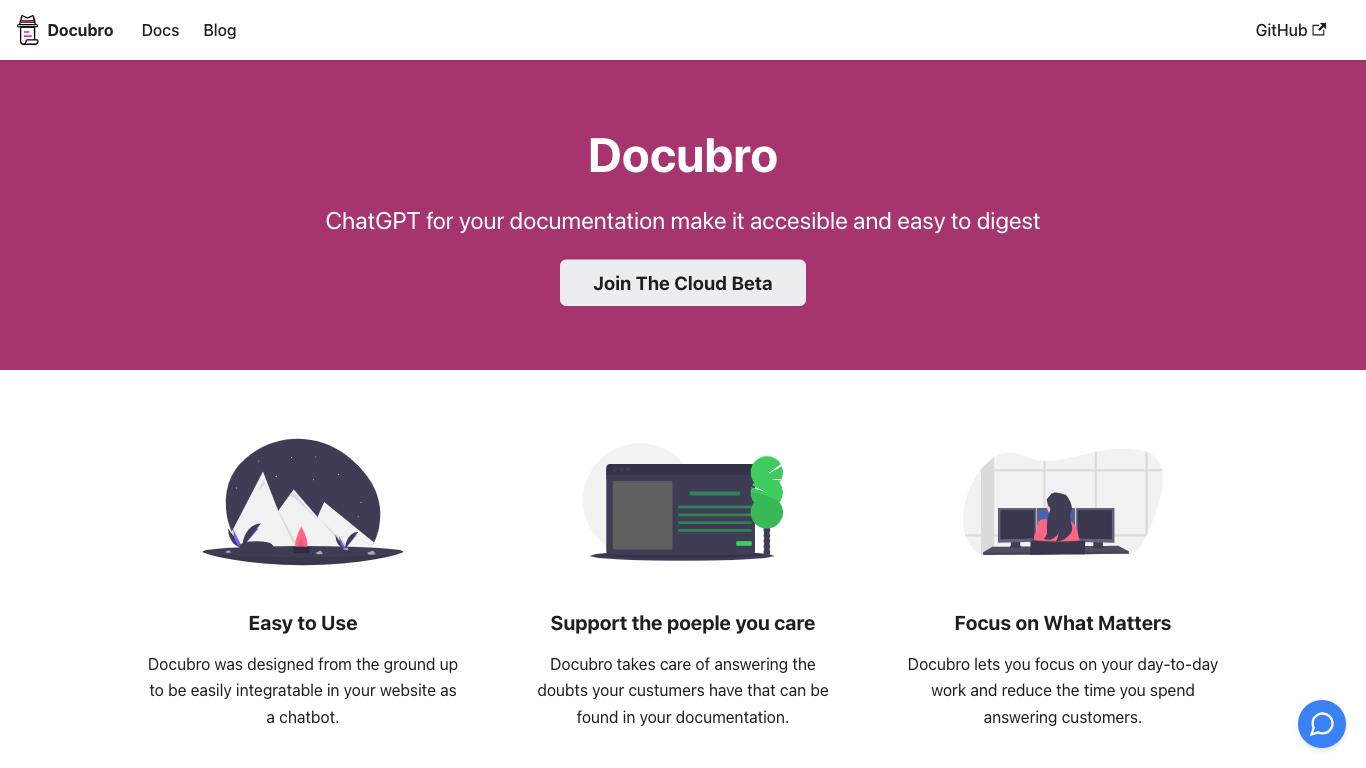 Docubro Docs Blog GitHub
Docubro
ChatGPT for your documentation make it accesible and easy to digest
Join The Cloud Beta
Easy to Use
Docubro was designed from the ground up
to be easily integratable in your website as
a chatbot.
Support the poeple you care
Docubro takes care of answering the
doubts your custumers have that can be
found in your documentation.
Focus on What Matters
Docubro lets you focus on your day-to-day
work and reduce the time you spend
answering customers.